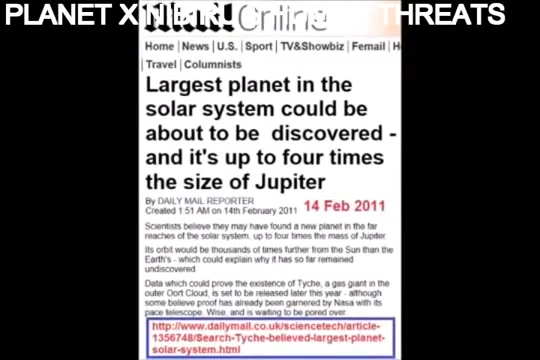 PLANET X NIBIRU THREATS
Mail Online
Home | News | U.S. | Sport | TV&Showbiz | Femail | H
| Travel | Columnists
Largest planet in the
solar system could be
about to be discovered -
and it's up to four times
the size of Jupiter
By DAILY MAIL REPORTER
Created 1:51 AM on 14th February 2011 14 Feb 2011
Scientists believe they may have found a new planet in the far
reaches of the solar system, up to four times the mass of Jupiter.
Its orbit would be thousands of times further from the Sun than the
Earth's - which could explain why it has so far remained
undiscovered
Data which could prove the existence of Tyche, a gas giant in the
outer Oort Cloud, is set to be released later this year - although
some believe proof has already been garnered by Nasa with its
pace telescope, Wise, and is waiting to be pored over.
http://www.dailymail.co.uk/sciencetech/article-
1356748/Search-Tyche-believed-largest-planet-
solar-system.html